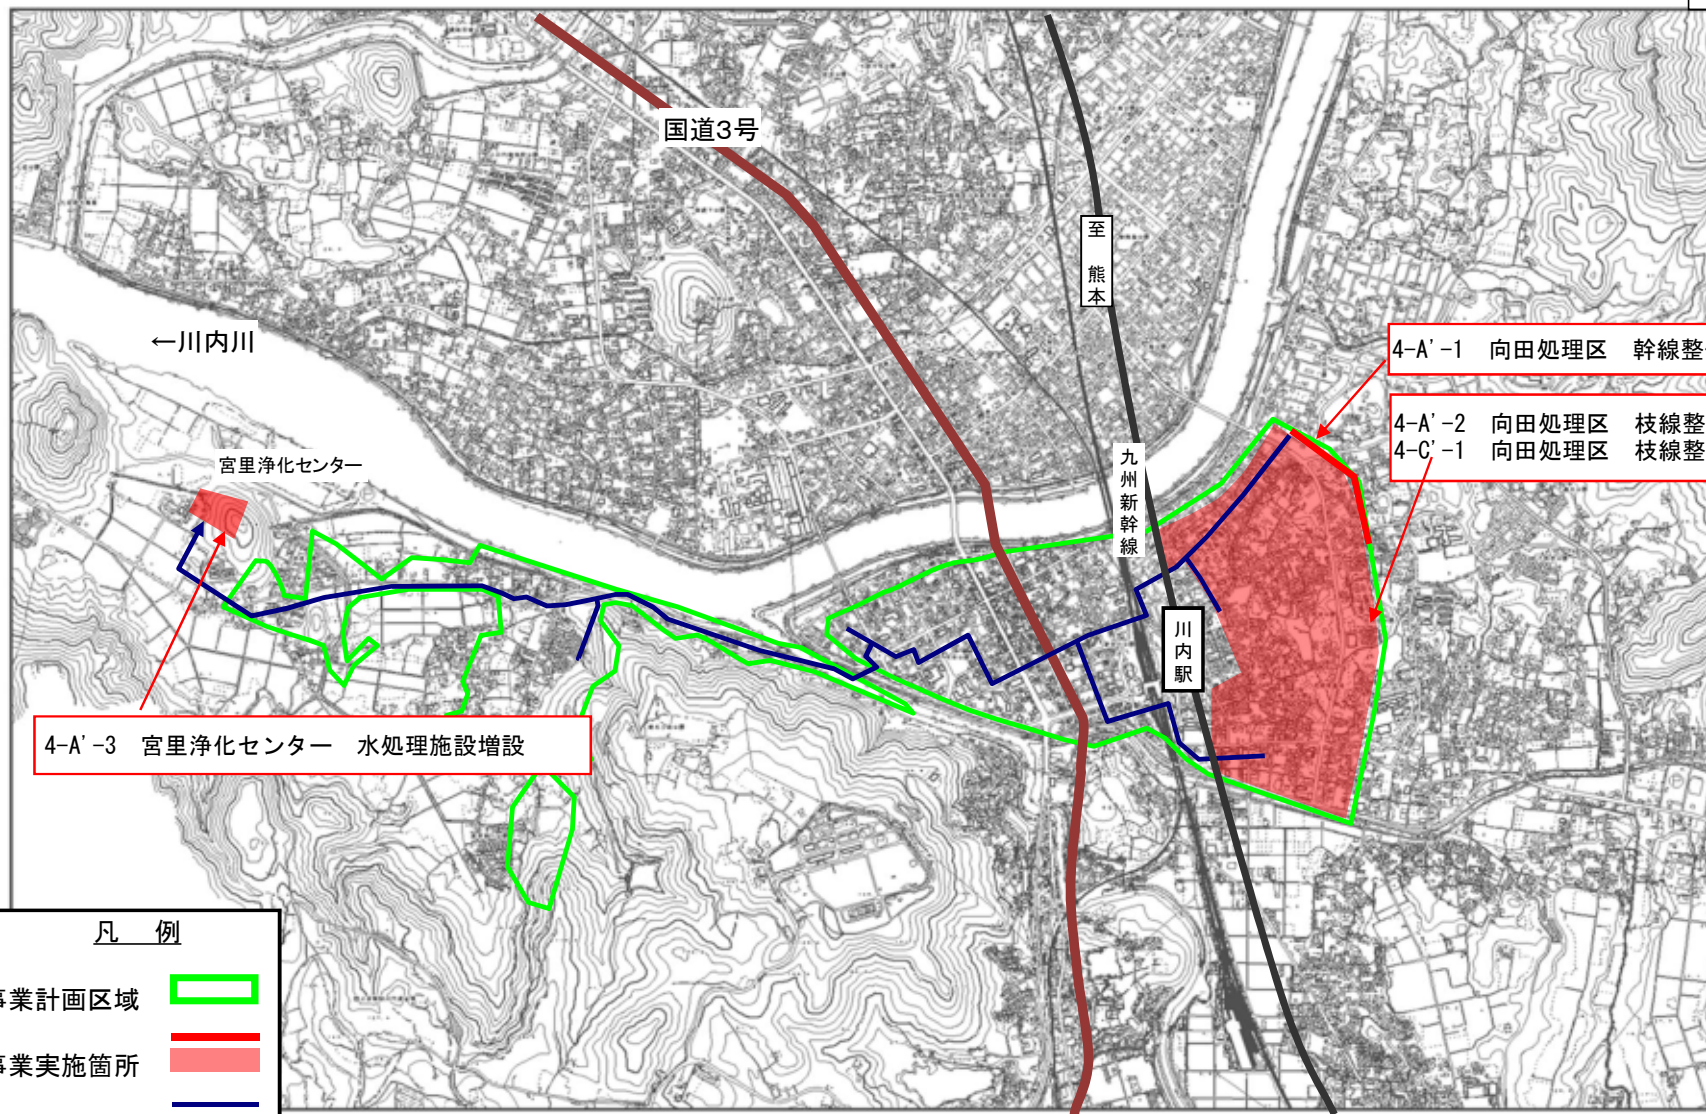 国道3号
至 熊本
←川内川
4-A'-1 向田処理区 幹線整
4-A'-2 向田処理区 枝線整
4-C'-1 向田処理区 枝線整
九州新幹線
宮里浄化センター
川内駅
4-A'-3 宮里浄化センター 水処理施設増設
凡 例
事業計画区域
事業実施箇所